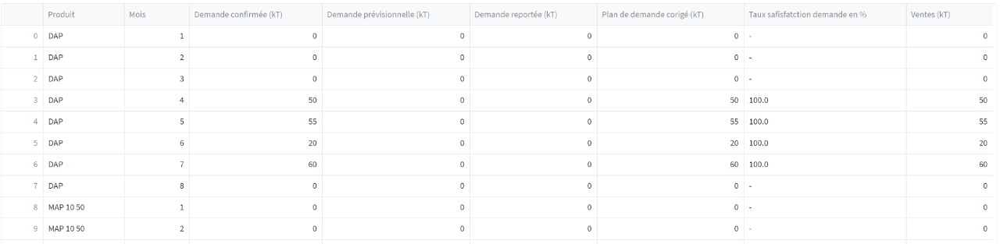 Produit Mois Demande confirmée (kT) Demande prévisionnelle (kT) Demande reportée (kT) Plan de demande corigé (kT) Taux safisfatction demande en % Ventes (kT)
0 DAP 1 0 0 0 0 - 0
1 DAP 2 0 0 0 0 - 0
2 DAP 3 0 0 0 0 - 0
3 DAP 4 50 0 0 50 100.0 50
4 DAP 5 55 0 0 55 100.0 55
5 DAP 6 20 0 0 20 100.0 20
6 DAP 7 60 0 0 60 100.0 60
7 DAP 8 0 0 0 0 - 0
8 MAP 10 50 1 0 0 0 0 - 0
9 MAP 10 50 2 0 0 0 0 - 0